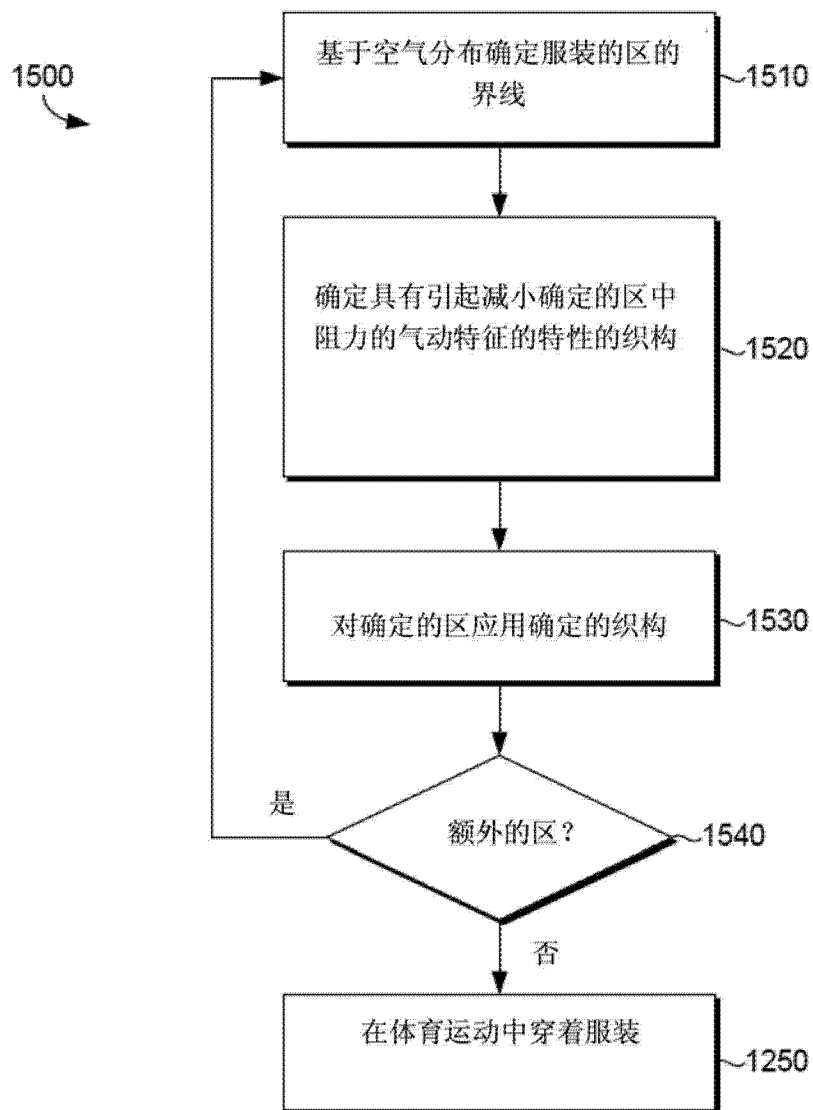 1500
基于空气分布确定服装的区的
界线
1510
确定具有引起减小确定的区中
阻力的气动特征的特性的织构
1520
对确定的区应用确定的织构
1530
是
额外的区？
1540
否
在体育运动中穿着服装
1250